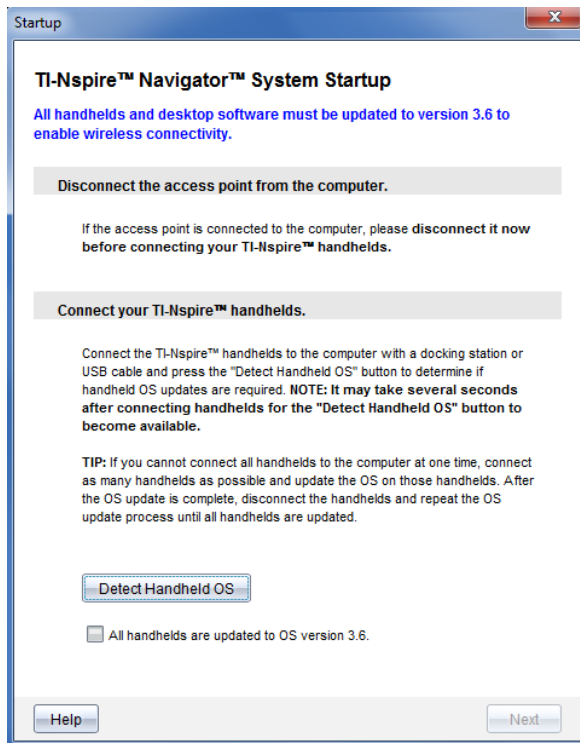 Startup
TI-Nspire™ Navigator™ System Startup
All handhelds and desktop software must be updated to version 3.6 to
enable wireless connectivity.
Disconnect the access point from the computer.
If the access point is connected to the computer, please disconnect it now
before connecting your TI-Nspire™ handhelds.
Connect your TI-Nspire™ handhelds.
Connect the TI-Nspire™ handhelds to the computer with a docking station or
USB cable and press the "Detect Handheld OS" button to determine if
handheld OS updates are required. NOTE: It may take several seconds
after connecting handhelds for the "Detect Handheld OS" button to
become available.
TIP: If you cannot connect all handhelds to the computer at one time, connect
as many handhelds as possible and update the OS on those handhelds. After
the OS update is complete, disconnect the handhelds and repeat the OS
update process until all handhelds are updated.
Detect Handheld OS
All handhelds are updated to OS version 3.6.
Help
Next